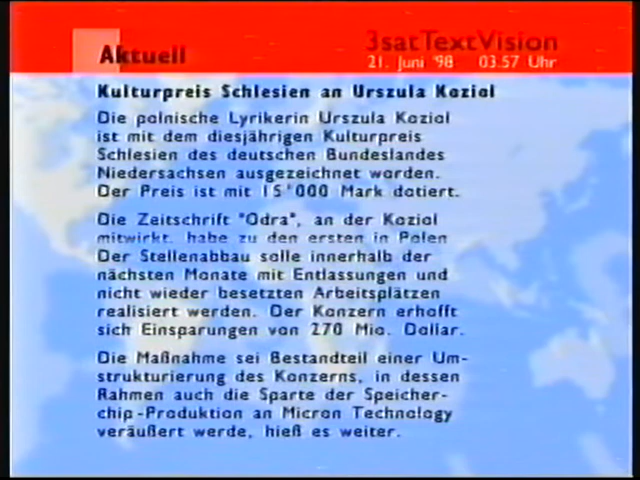 Aktuell
3satTextVision
21. Juni '98 03.57 Uhr
Kulturpreis Schlesien an Urszula Koziol
Die polnische Lyrikerin Urszula Koziol
ist mit dem diesjährigen Kulturpreis
Schlesien des deutschen Bundeslandes
Niedersachsen ausgezeichnet worden.
Der Preis ist mit 15'000 Mark dotiert.
Die Zeitschrift "Odra", an der Koziol
mitwirkt, habe zu den ersten in Polen
Der Stellenabbau solle innerhalb der
nächsten Monate mit Entlassungen und
nicht wieder besetzten Arbeitsplätzen
realisiert werden. Der Konzern erhofft
sich Einsparungen von 270 Mio. Dollar.
Die Maßnahme sei Bestandteil einer Um-
strukturierung des Konzerns, in dessen
Rahmen auch die Sparte der Speicher-
chip-Produktion an Micron Technology
veräußert werde, hieß es weiter.